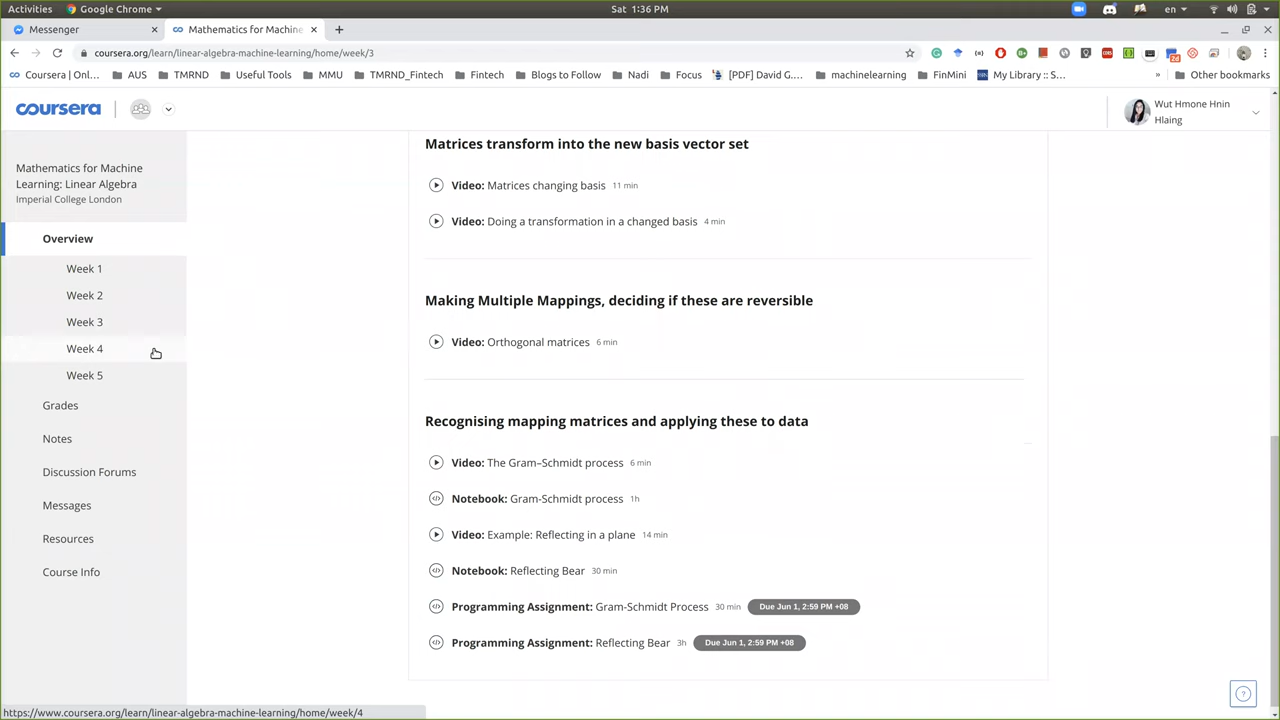 Activities
Google Chrome
Sat 1:36 PM
en
Messenger
Mathematics for Machine
coursera.org/learn/linear-algebra-machine-learning/home/week/3
Coursera | Onl...
AUS
TMRND
Useful Tools
MMU
TMRND_Fintech
Fintech
Blogs to Follow
Nadi
Focus
[PDF] David G....
machinelearning
FinMini
My Library :: S...
»
Other bookmarks
coursera
Wut Hmone Hnin
Hlaing
Mathematics for Machine
Learning: Linear Algebra
Imperial College London
Overview
Week 1
Week 2
Week 3
Week 4
Week 5
Grades
Notes
Discussion Forums
Messages
Resources
Course Info
Matrices transform into the new basis vector set
Video: Matrices changing basis 11 min
Video: Doing a transformation in a changed basis 4 min
Making Multiple Mappings, deciding if these are reversible
Video: Orthogonal matrices 6 min
Recognising mapping matrices and applying these to data
Video: The Gram–Schmidt process 6 min
Notebook: Gram-Schmidt process 1h
Video: Example: Reflecting in a plane 14 min
Notebook: Reflecting Bear 30 min
Programming Assignment: Gram-Schmidt Process 30 min Due Jun 1, 2:59 PM +08
Programming Assignment: Reflecting Bear 3h Due Jun 1, 2:59 PM +08
https://www.coursera.org/learn/linear-algebra-machine-learning/home/week/4